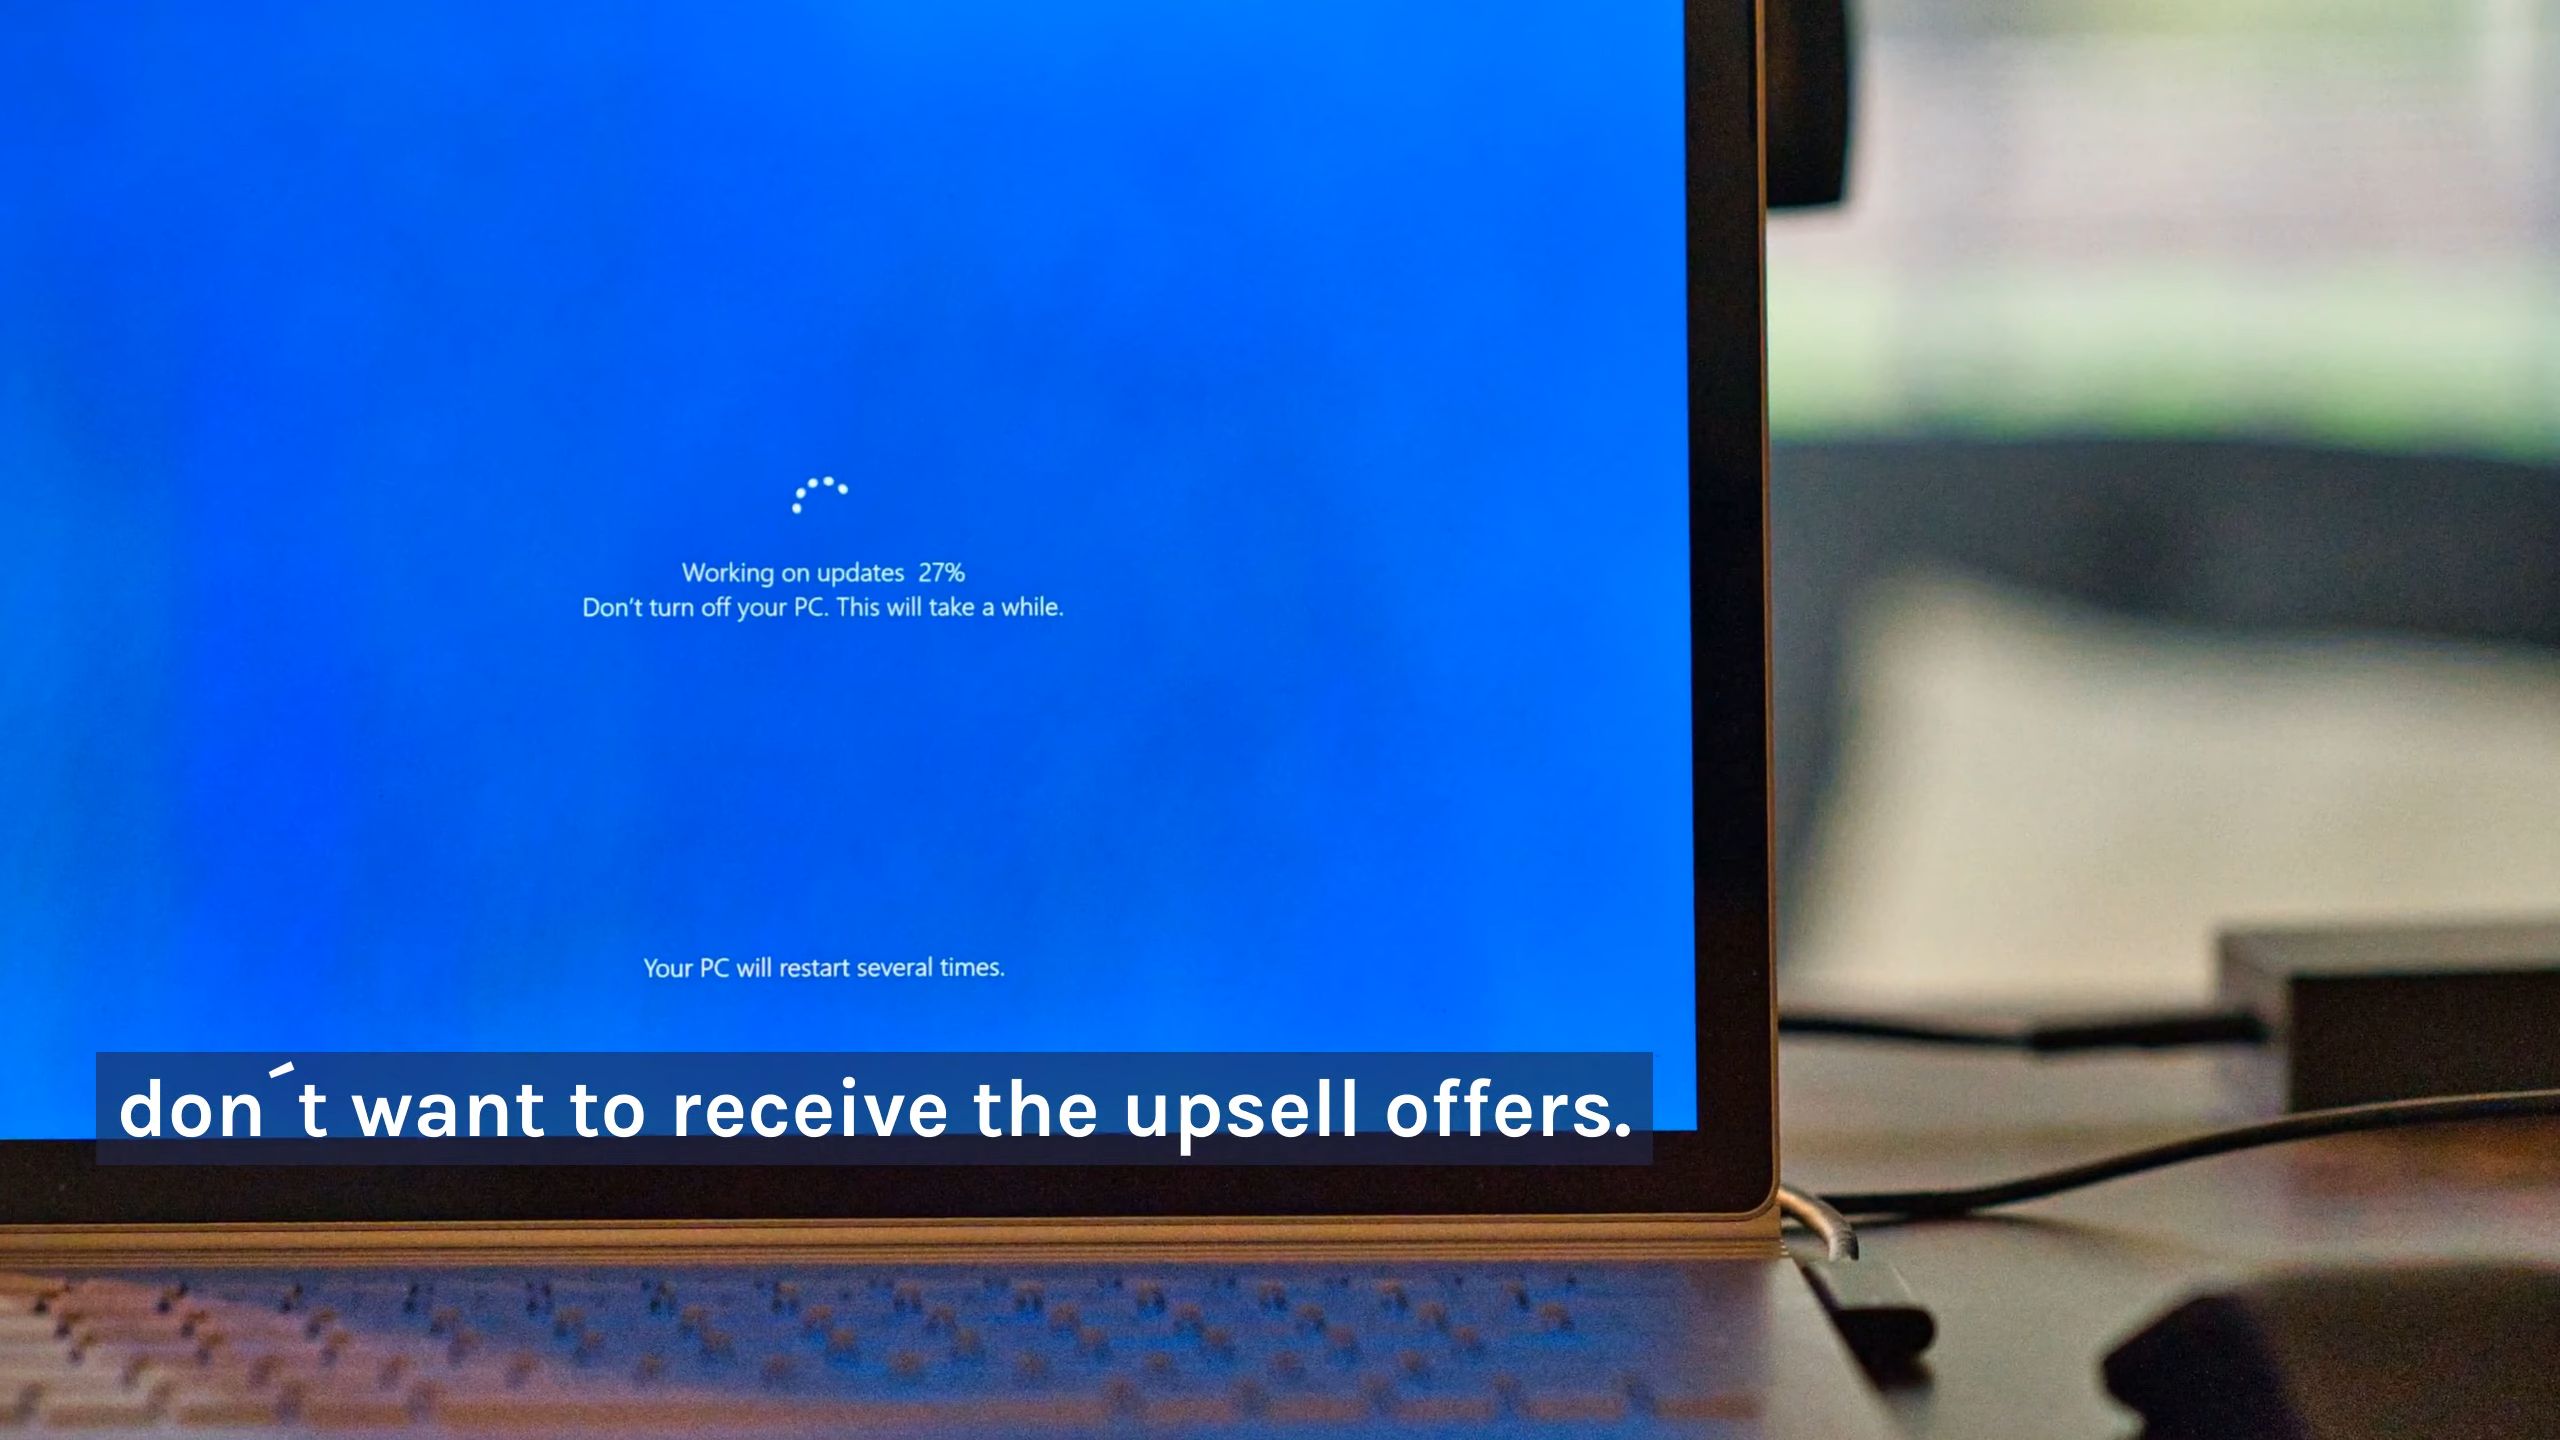 Working on updates 27%
Don't turn off your PC. This will take a while.
Your PC will restart several times.
don´t want to receive the upsell offers.